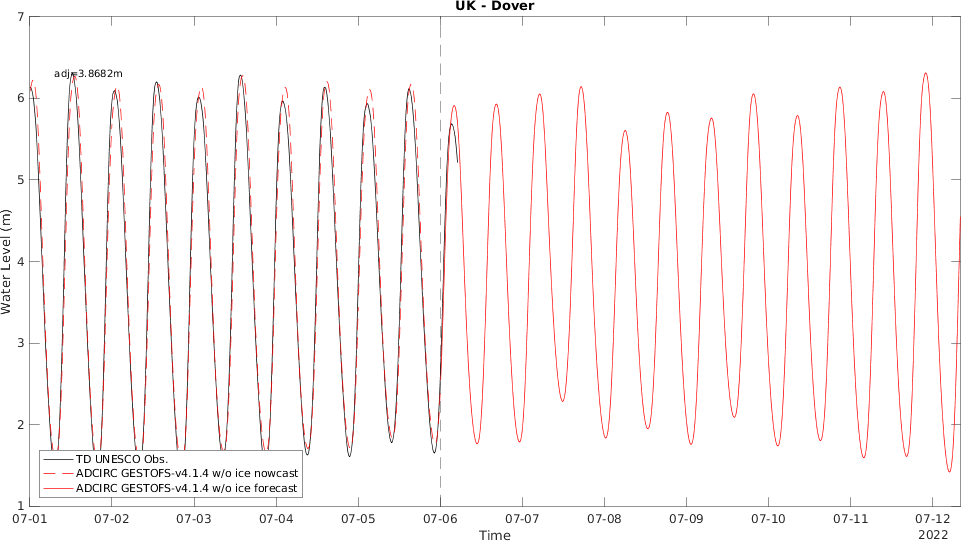 UK - Dover
7
adj=3.8682m
6
5
4
3
2
1
Water Level (m)
TD UNESCO Obs.
ADCIRC GESTOFS-v4.1.4 w/o ice nowcast
ADCIRC GESTOFS-v4.1.4 w/o ice forecast
07-01 07-02 07-03 07-04 07-05 07-06 07-07 07-08 07-09 07-10 07-11 07-12
Time
2022